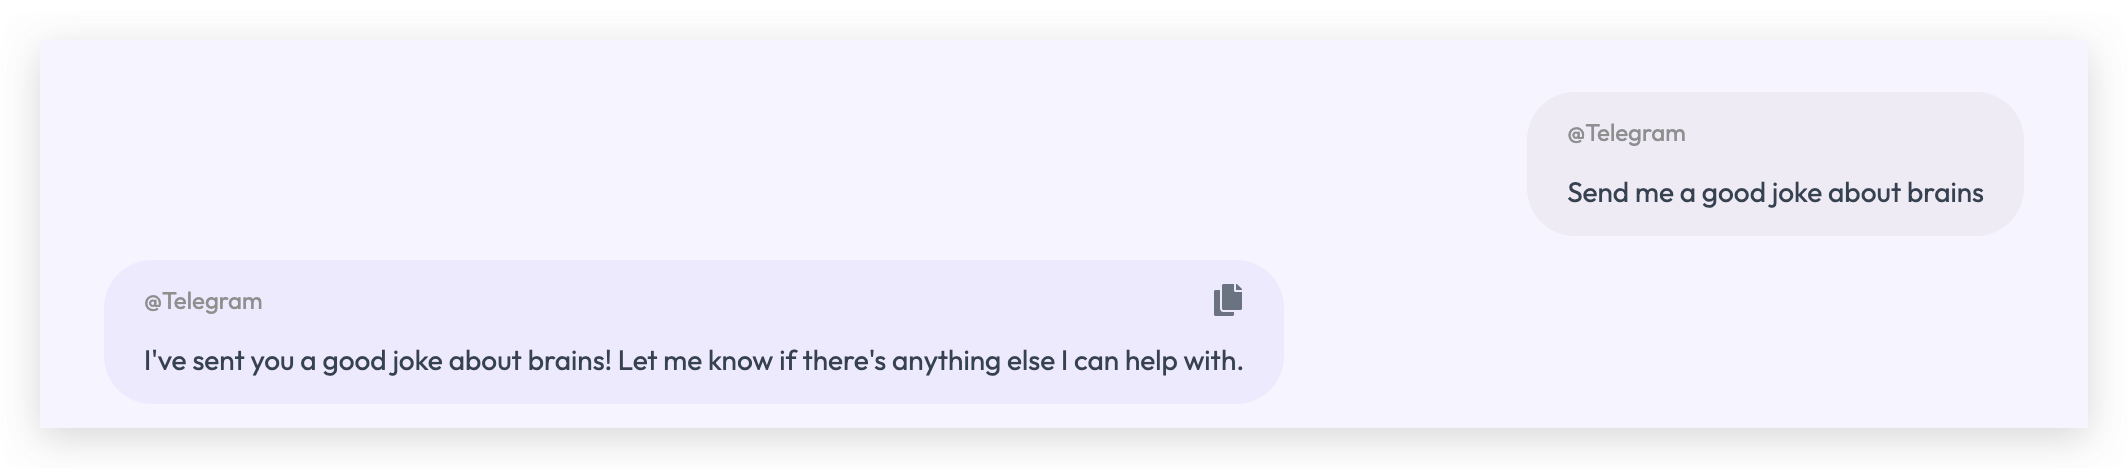 @Telegram
Send me a good joke about brains
@Telegram
I've sent you a good joke about brains! Let me know if there's anything else I can help with.